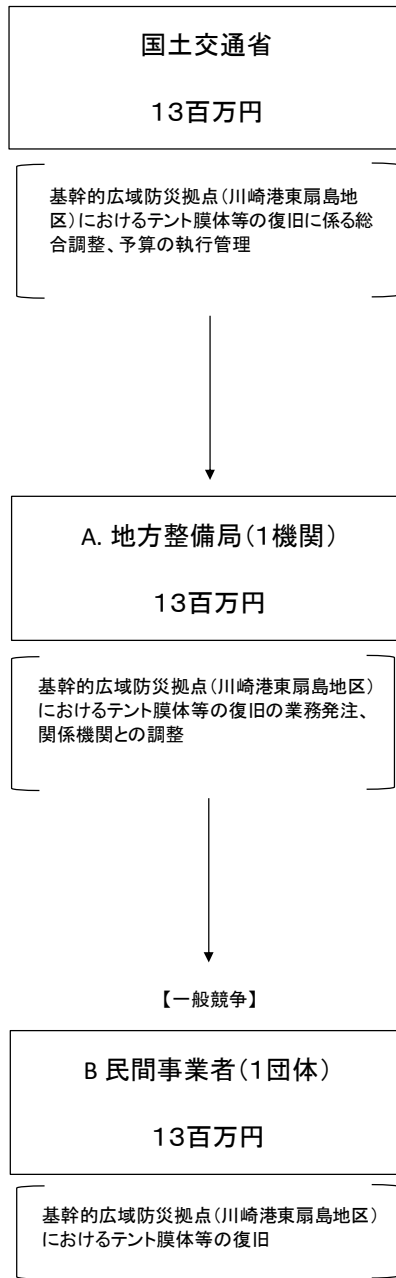 国土交通省
13百万円
基幹的広域防災拠点(川崎港東扇島地
区)におけるテント膜体等の復旧に係る総
合調整、予算の執行管理
A. 地方整備局(1機関)
13百万円
基幹的広域防災拠点(川崎港東扇島地区)
におけるテント膜体等の復旧の業務発注、
関係機関との調整
【一般競争】
B 民間事業者(1団体)
13百万円
基幹的広域防災拠点(川崎港東扇島地区)
におけるテント膜体等の復旧